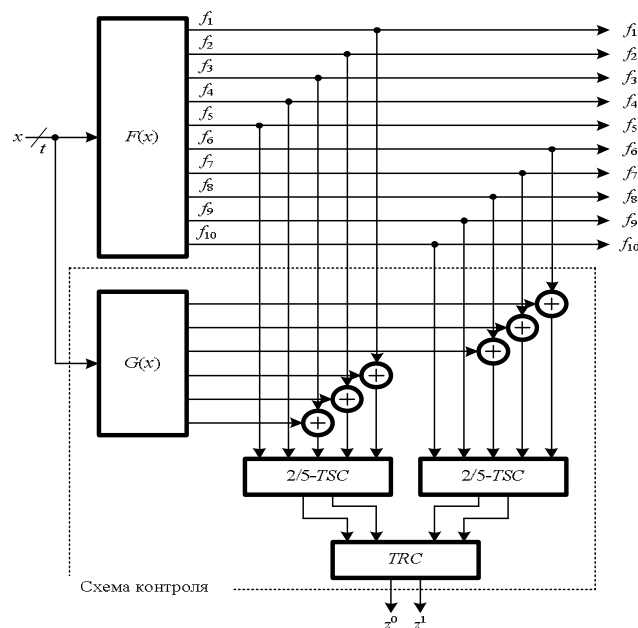 f1 f1
f2 f2
f3 f3
f4 f4
f5 f5
x t F(x) f6 f6
f7 f7
f8 f8
f9 f9
f10 f10
+
+
G(x) +
+
+
+
2/5-TSC 2/5-TSC
TRC
Схема контроля
z⁰ z¹